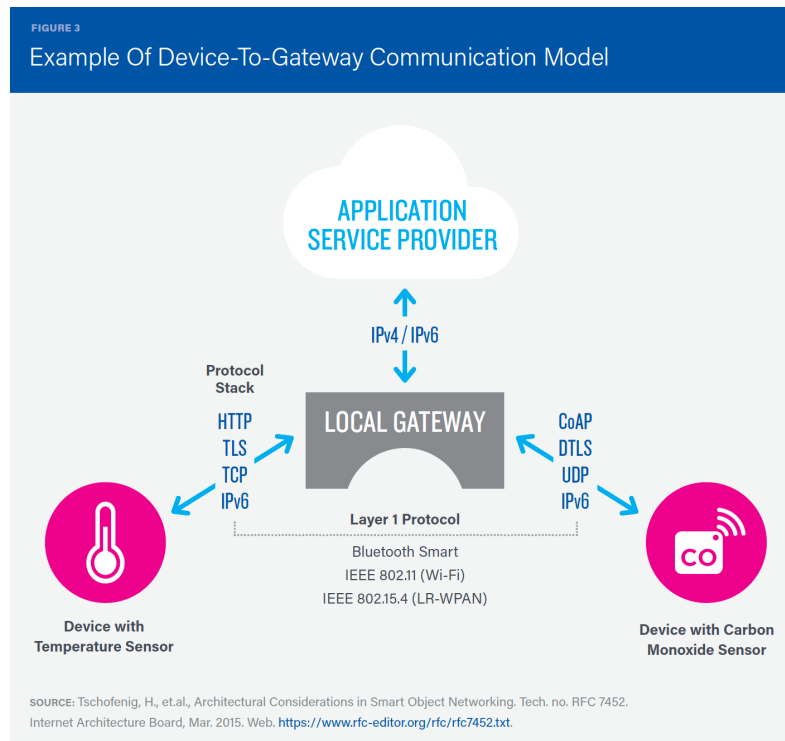 FIGURE 3
Example Of Device-To-Gateway Communication Model
APPLICATION
SERVICE PROVIDER
IPv4 / IPv6
Protocol
Stack
HTTP
TLS
TCP
IPv6
LOCAL GATEWAY
CoAP
DTLS
UDP
IPv6
Layer 1 Protocol
Bluetooth Smart
IEEE 802.11 (Wi-Fi)
IEEE 802.15.4 (LR-WPAN)
Device with
Temperature Sensor
CO
Device with Carbon
Monoxide Sensor
SOURCE: Tschofenig, H., et.al., Architectural Considerations in Smart Object Networking. Tech. no. RFC 7452.
Internet Architecture Board, Mar. 2015. Web. https://www.rfc-editor.org/rfc/rfc7452.txt.